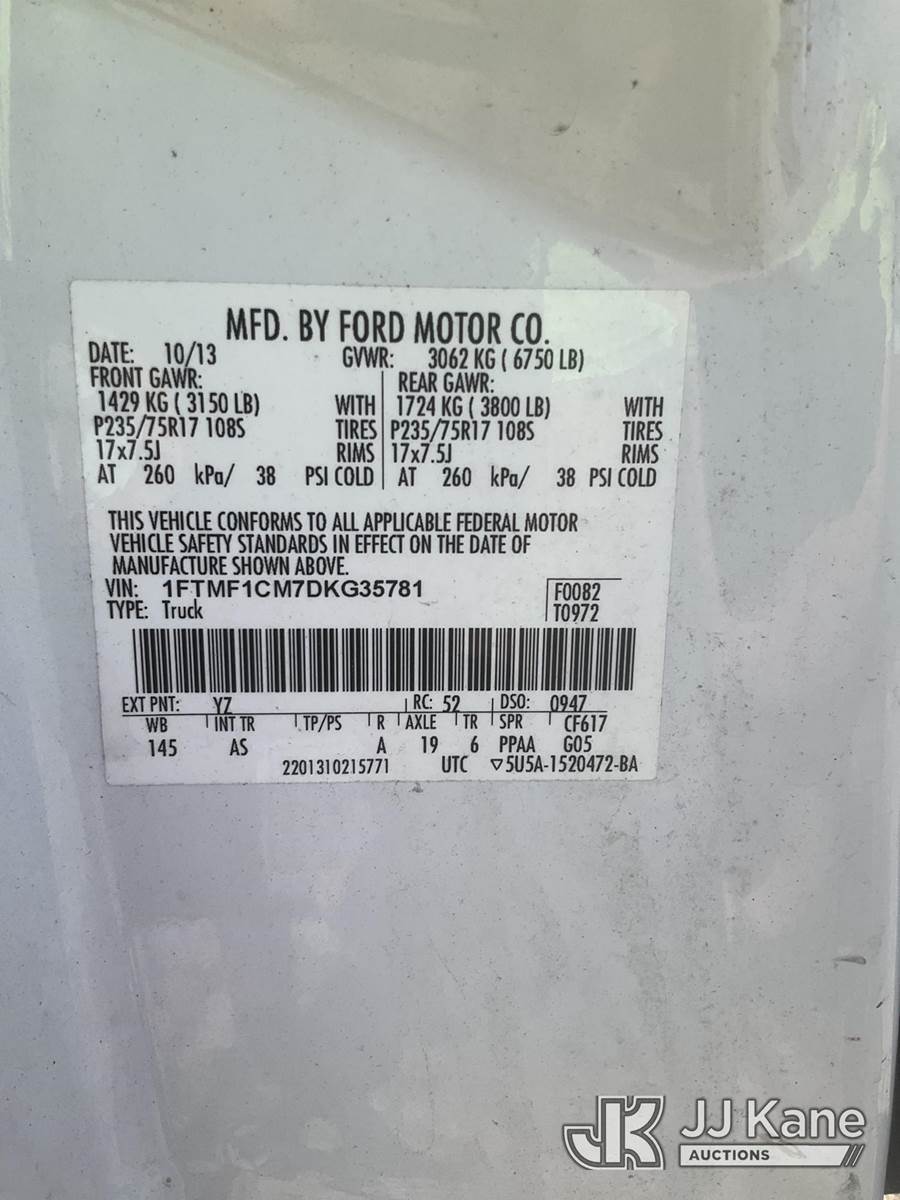 MFD. BY FORD MOTOR CO.
DATE: 10/13 GVWR: 3062 KG ( 6750 LB)
FRONT GAWR: REAR GAWR:
1429 KG ( 3150 LB) WITH 1724 KG ( 3800 LB) WITH
P235/75R17 108S TIRES P235/75R17 108S TIRES
17x7.5J RIMS 17x7.5J RIMS
AT 260 kPa/ 38 PSI COLD AT 260 kPa/ 38 PSI COLD
THIS VEHICLE CONFORMS TO ALL APPLICABLE FEDERAL MOTOR
VEHICLE SAFETY STANDARDS IN EFFECT ON THE DATE OF
MANUFACTURE SHOWN ABOVE.
VIN: 1FTMF1CM7DKG35781 F0082
TYPE: Truck T0972
EXT PNT: YZ RC: 52 DSO: 0947
WB INT TR TP/PS R AXLE TR SPR CF617
145 AS A 19 6 PPAA G05
2201310215771 UTC ▽5U5A-1520472-BA
JK JJ Kane
AUCTIONS